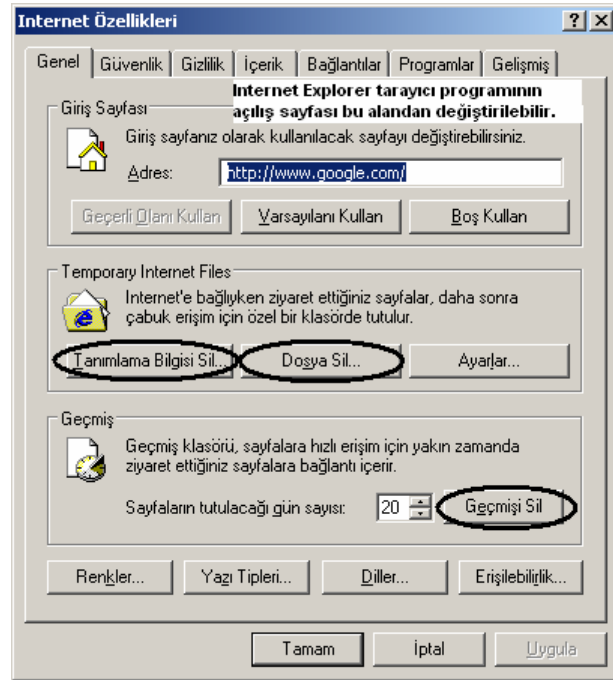 Internet Özellikleri
Genel Güvenlik Gizlilik İçerik Bağlantılar Programlar Gelişmiş
Internet Explorer tarayıcı programının
açılış sayfası bu alandan değiştirilebilir.
Giriş Sayfası
Giriş sayfanız olarak kullanılacak sayfayı değiştirebilirsiniz.
Adres: http://www.google.com/
Geçerli Olanı Kullan Varsayılanı Kullan Boş Kullan
Temporary Internet Files
Internet'e bağlıyken ziyaret ettiğiniz sayfalar, daha sonra
çabuk erişim için özel bir klasörde tutulur.
Tanımlama Bilgisi Sil... Dosya Sil... Ayarlar...
Geçmiş
Geçmiş klasörü, sayfalara hızlı erişim için yakın zamanda
ziyaret ettiğiniz sayfalara bağlantı içerir.
Sayfaların tutulacağı gün sayısı: 20 Geçmişi Sil
Renkler... Yazı Tipleri... Diller... Erişilebilirlik...
Tamam İptal Uygula